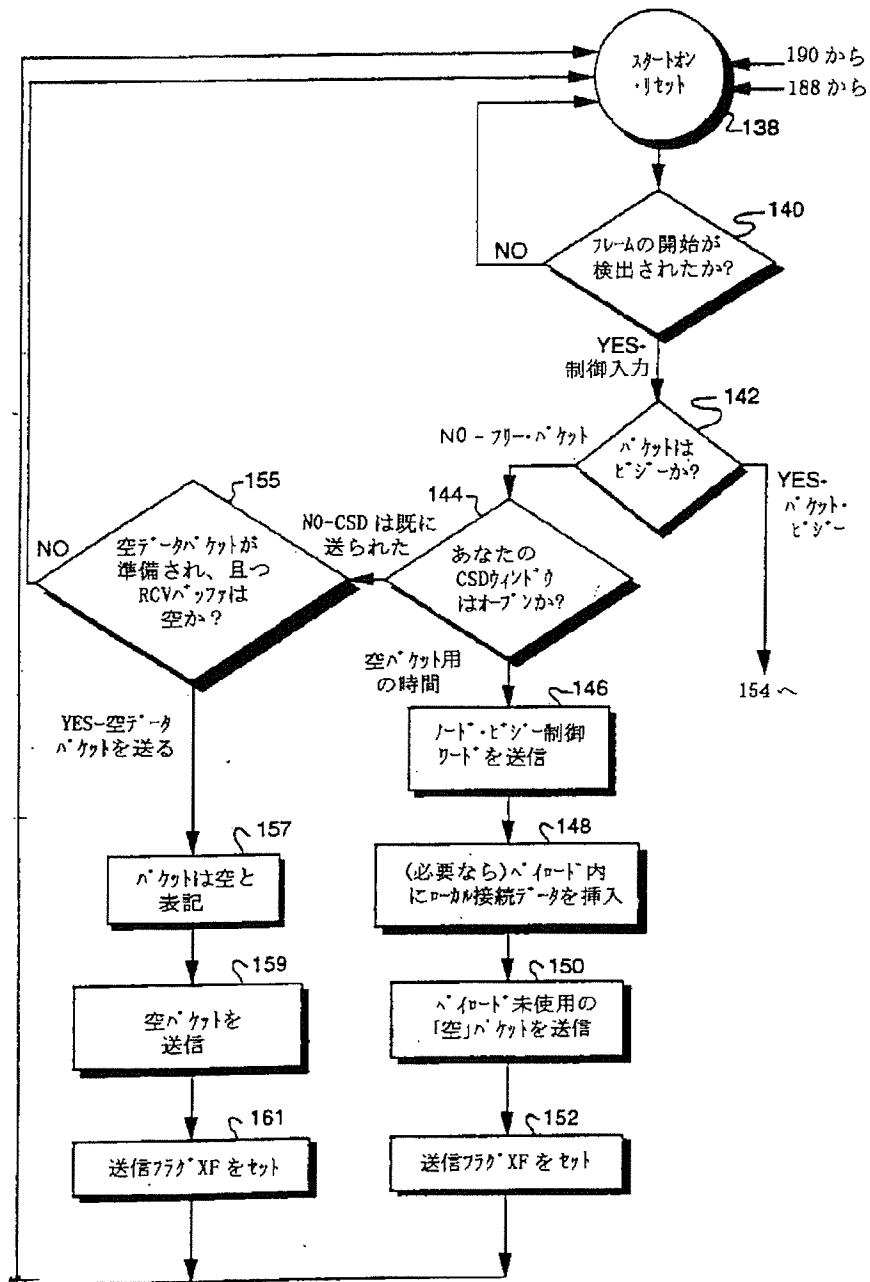 スタートオン
・リセット
190 から
188 から
138
140
フレームの開始が
検出されたか?
NO
YES-
制御入力
142
パケットは
ビジーか?
NO - フリー・パケット
YES-
パケット・
ビジー
154 へ
144
あなたの
CSDウィンドウ
はオープンか?
NO-CSD は既に
送られた
155
空データパケットが
準備され、且つ
RCVバッファは
空か?
NO
空パケット用
の時間
146
ノード・ビジー制御
ワードを送信
YES-空データ
パケットを送る
148
(必要なら)ペイロード内
にローカル接続データを挿入
157
パケットは空と
表記
150
ペイロード未使用の
「空」パケットを送信
159
空パケットを
送信
152
送信フラグXF をセット
161
送信フラグXF をセット